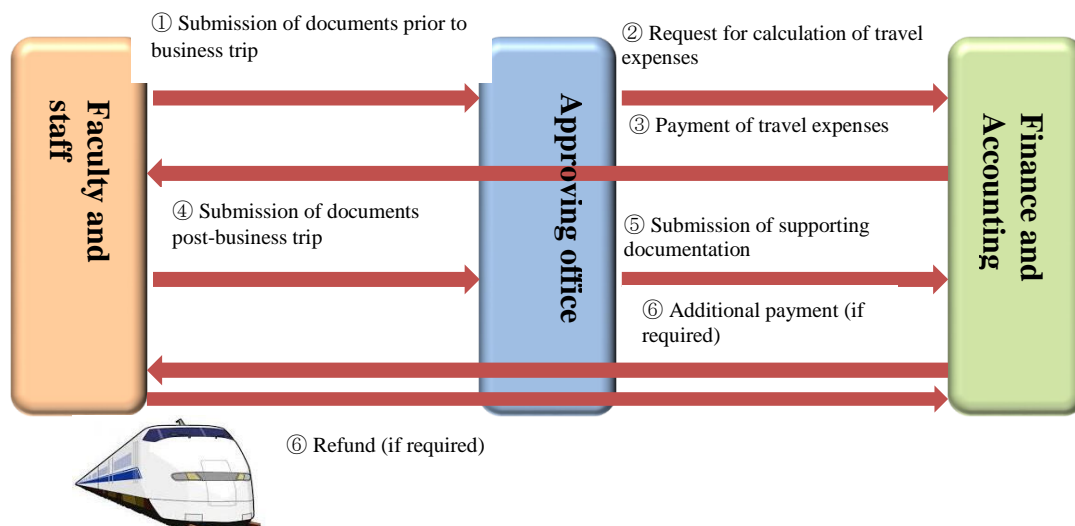 ① Submission of documents prior to
business trip
② Request for calculation of travel
expenses
③ Payment of travel expenses
Faculty and
staff
Approving office
Finance and
Accounting
④ Submission of documents
post-business trip
⑤ Submission of supporting
documentation
⑥ Additional payment (if
required)
⑥ Refund (if required)